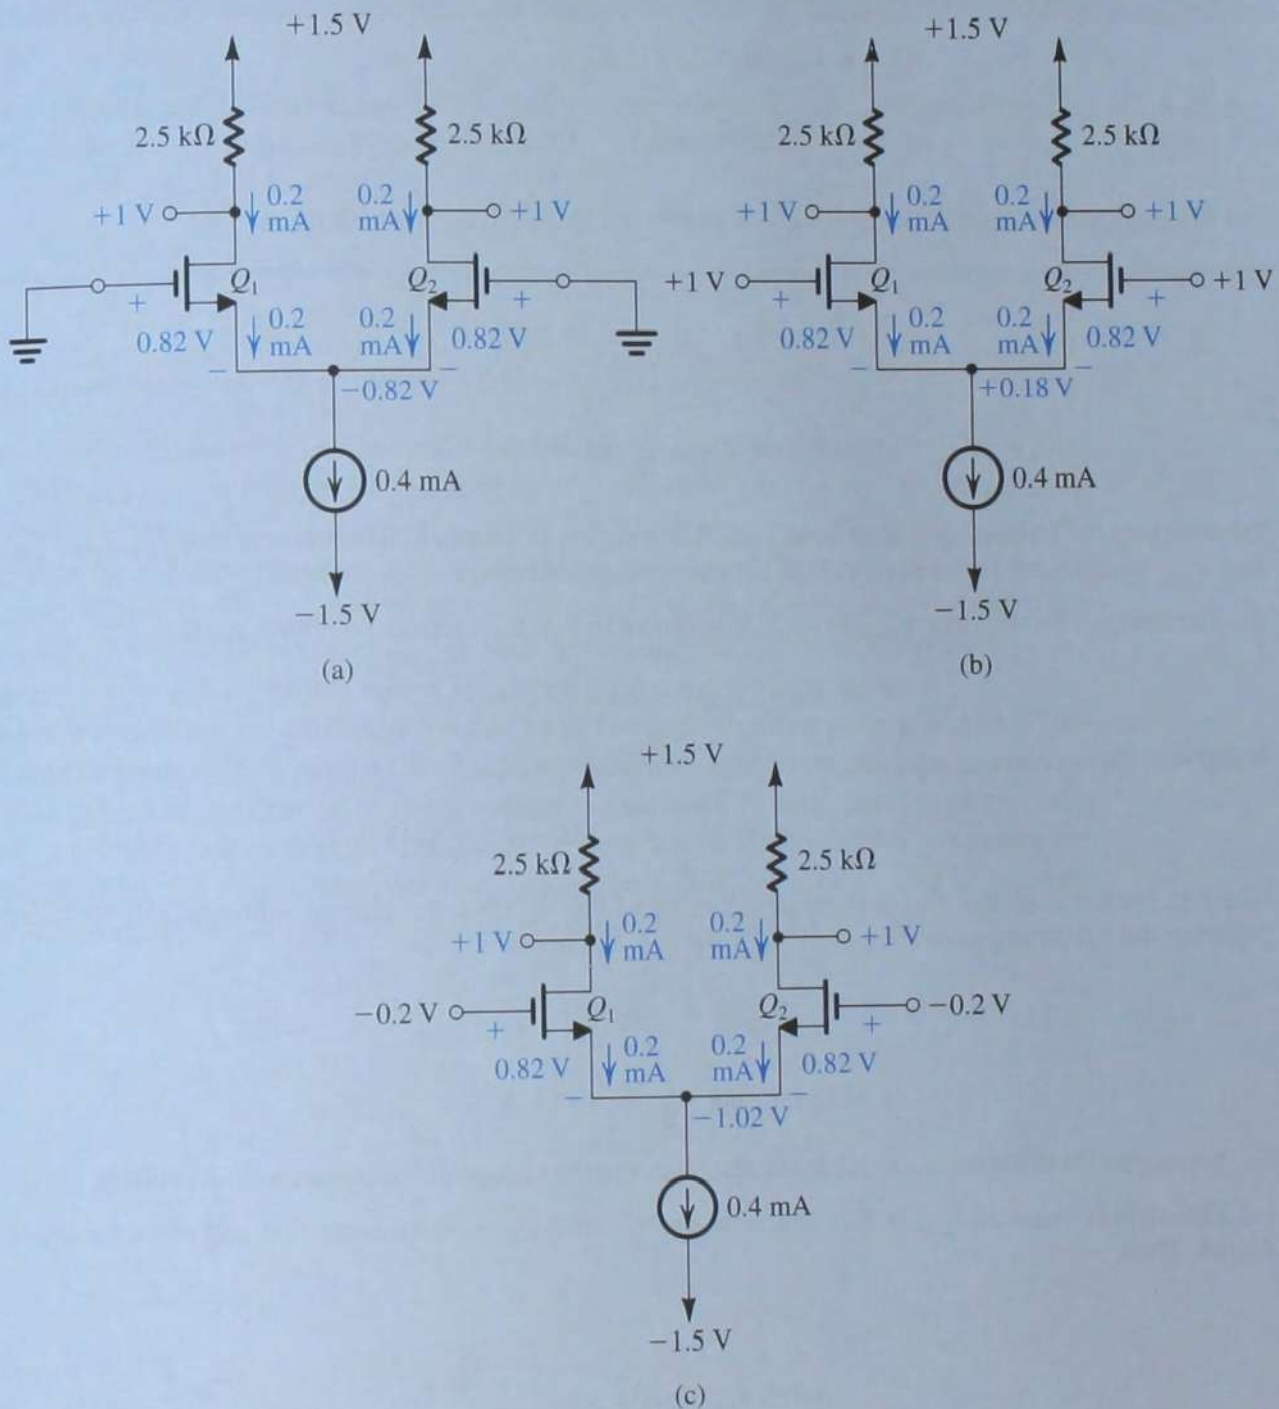 +1.5 V +1.5 V
2.5 kΩ 2.5 kΩ 2.5 kΩ 2.5 kΩ
+1 V 0.2 mA 0.2 mA +1 V +1 V 0.2 mA 0.2 mA +1 V
Q1 Q2 +1 V Q1 Q2 +1 V
+ + + +
0.82 V 0.2 mA 0.2 mA 0.82 V 0.82 V 0.2 mA 0.2 mA 0.82 V
− − − −
−0.82 V +0.18 V
0.4 mA 0.4 mA
−1.5 V −1.5 V
(a) (b)
+1.5 V
2.5 kΩ 2.5 kΩ
+1 V 0.2 mA 0.2 mA +1 V
−0.2 V Q1 Q2 −0.2 V
+ +
0.82 V 0.2 mA 0.2 mA 0.82 V
− −
−1.02 V
0.4 mA
−1.5 V
(c)